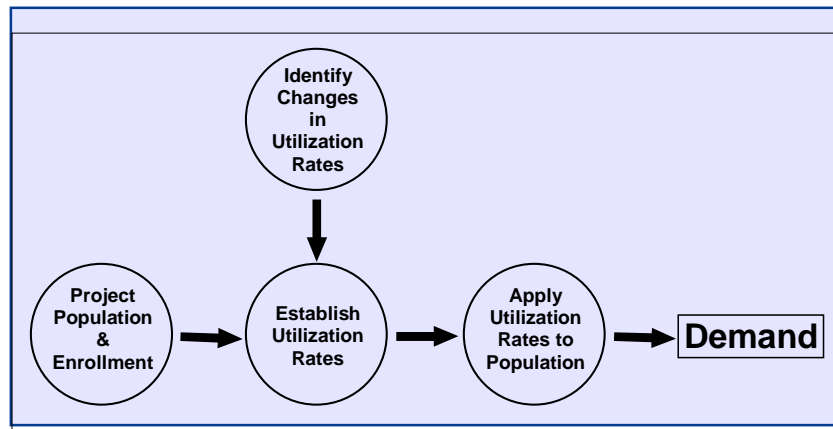 Identify
Changes
in
Utilization
Rates
Project
Population
&
Enrollment
Establish
Utilization
Rates
Apply
Utilization
Rates to
Population
Demand